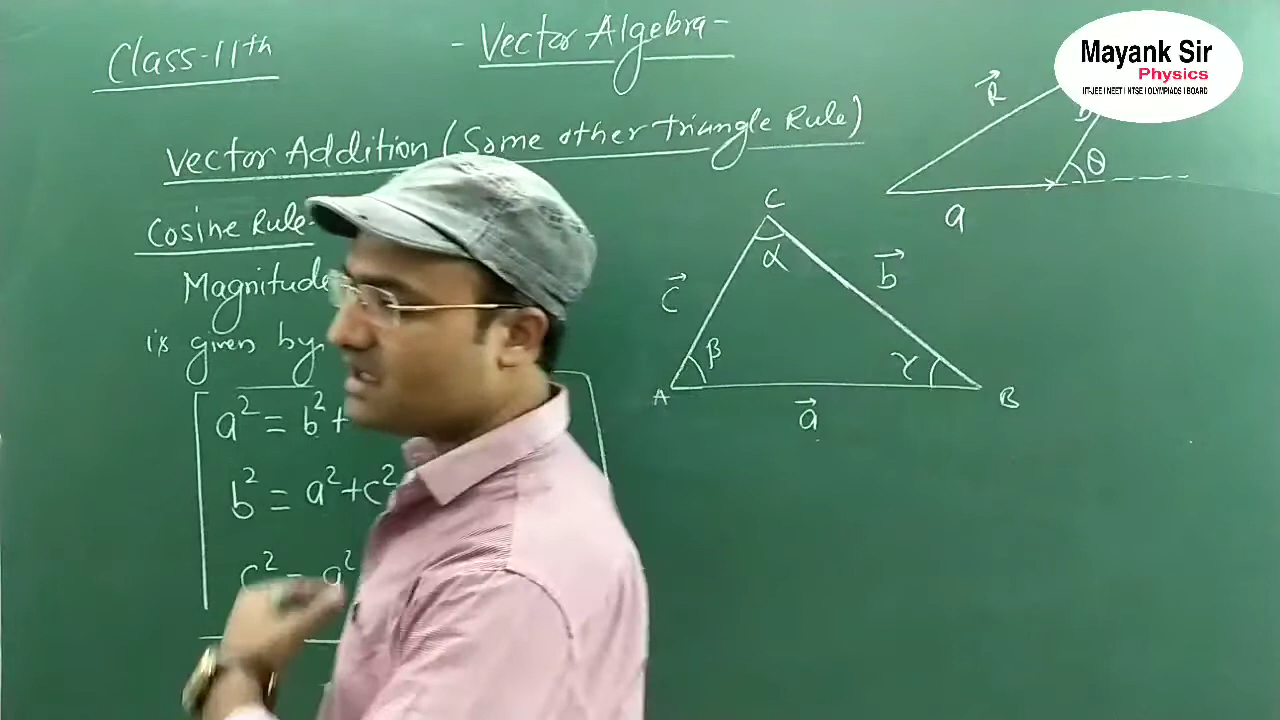 Class-11th
- Vector Algebra -
Mayank Sir
Physics
IIT-JEE | NEET | NTSE | OLYMPIADS | BOARD
Vector Addition (Some other Triangle Rule)
R
θ
a
Cosine Rule-
Magnitude
is given by
a² = b² +
b² = a² + c²
c² = a²
C
α
c
b
β
γ
A
B
a